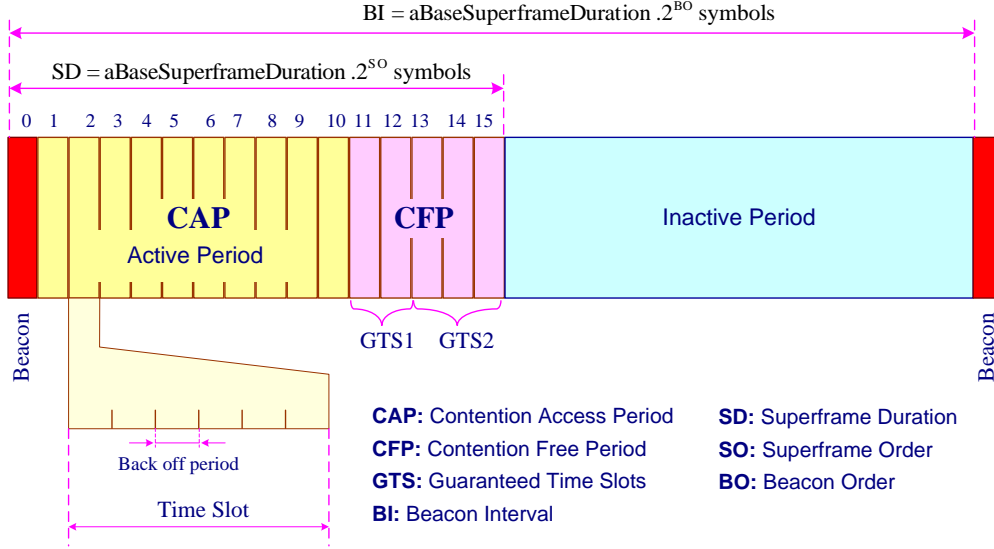 BI = aBaseSuperframeDuration .2^BO symbols
SD = aBaseSuperframeDuration .2^SO symbols
0 1 2 3 4 5 6 7 8 9 10 11 12 13 14 15
CAP
Active Period
CFP
Inactive Period
GTS1 GTS2
Beacon
Beacon
Back off period
Time Slot
CAP: Contention Access Period
CFP: Contention Free Period
GTS: Guaranteed Time Slots
BI: Beacon Interval
SD: Superframe Duration
SO: Superframe Order
BO: Beacon Order